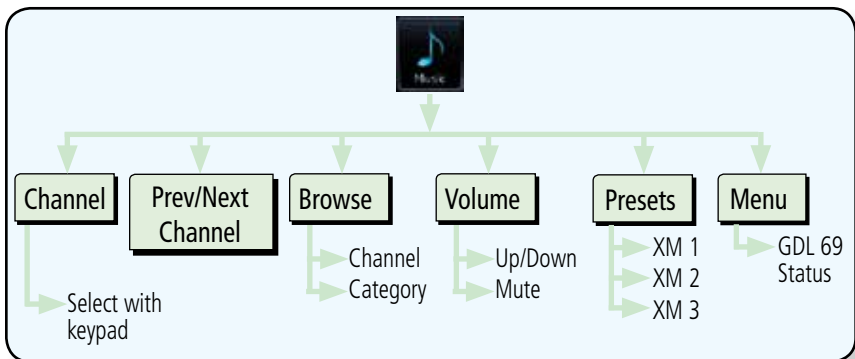 Music
Channel
Prev/Next
Channel
Browse
Volume
Presets
Menu
Select with
keypad
Channel
Category
Up/Down
Mute
XM 1
XM 2
XM 3
GDL 69
Status